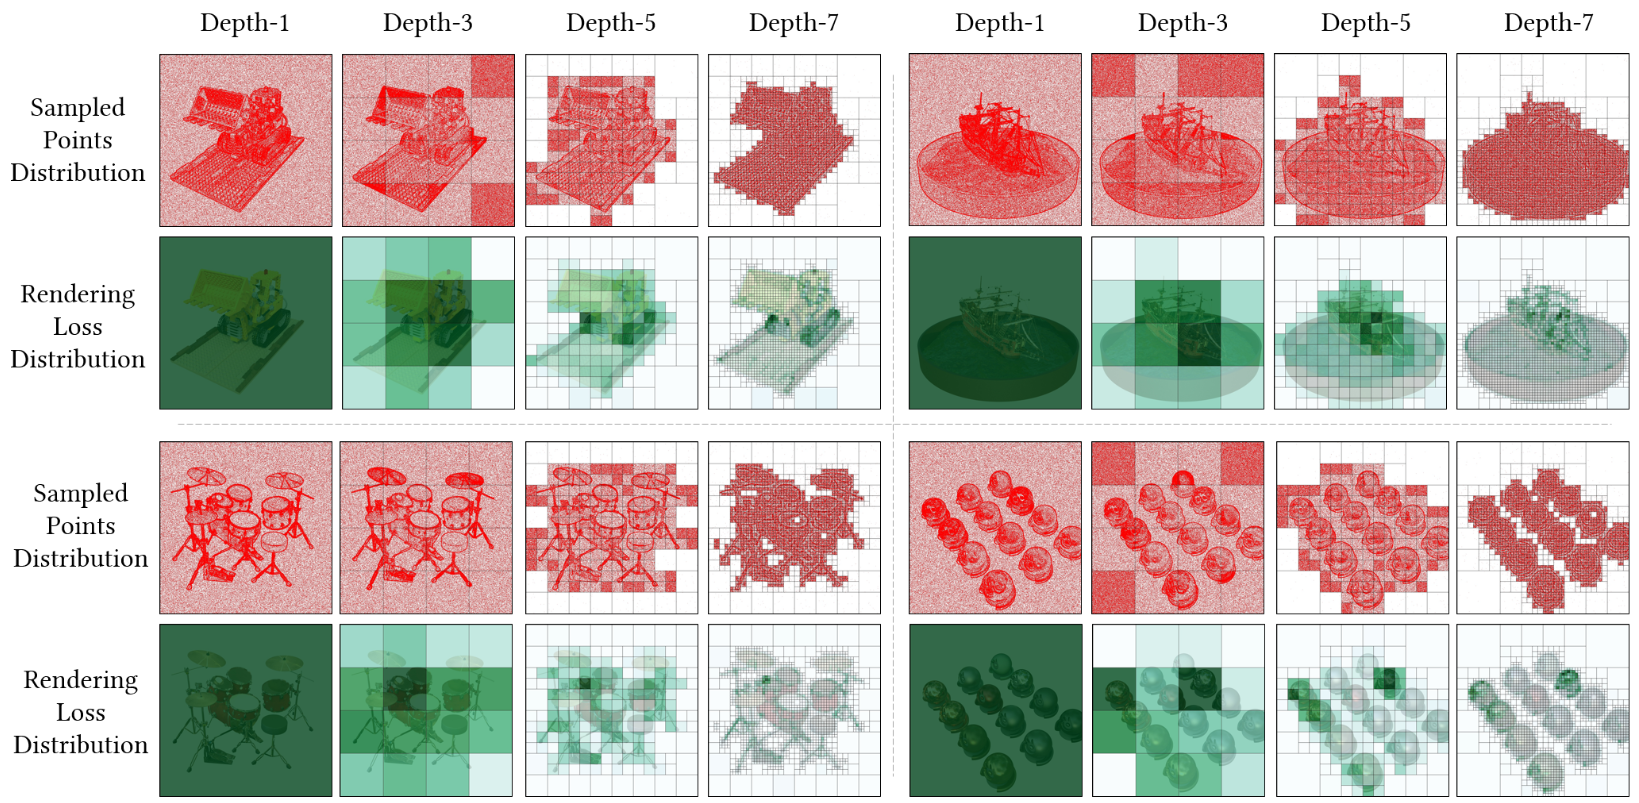 Depth-1 Depth-3 Depth-5 Depth-7 Depth-1 Depth-3 Depth-5 Depth-7
Sampled
Points
Distribution
Rendering
Loss
Distribution
Sampled
Points
Distribution
Rendering
Loss
Distribution